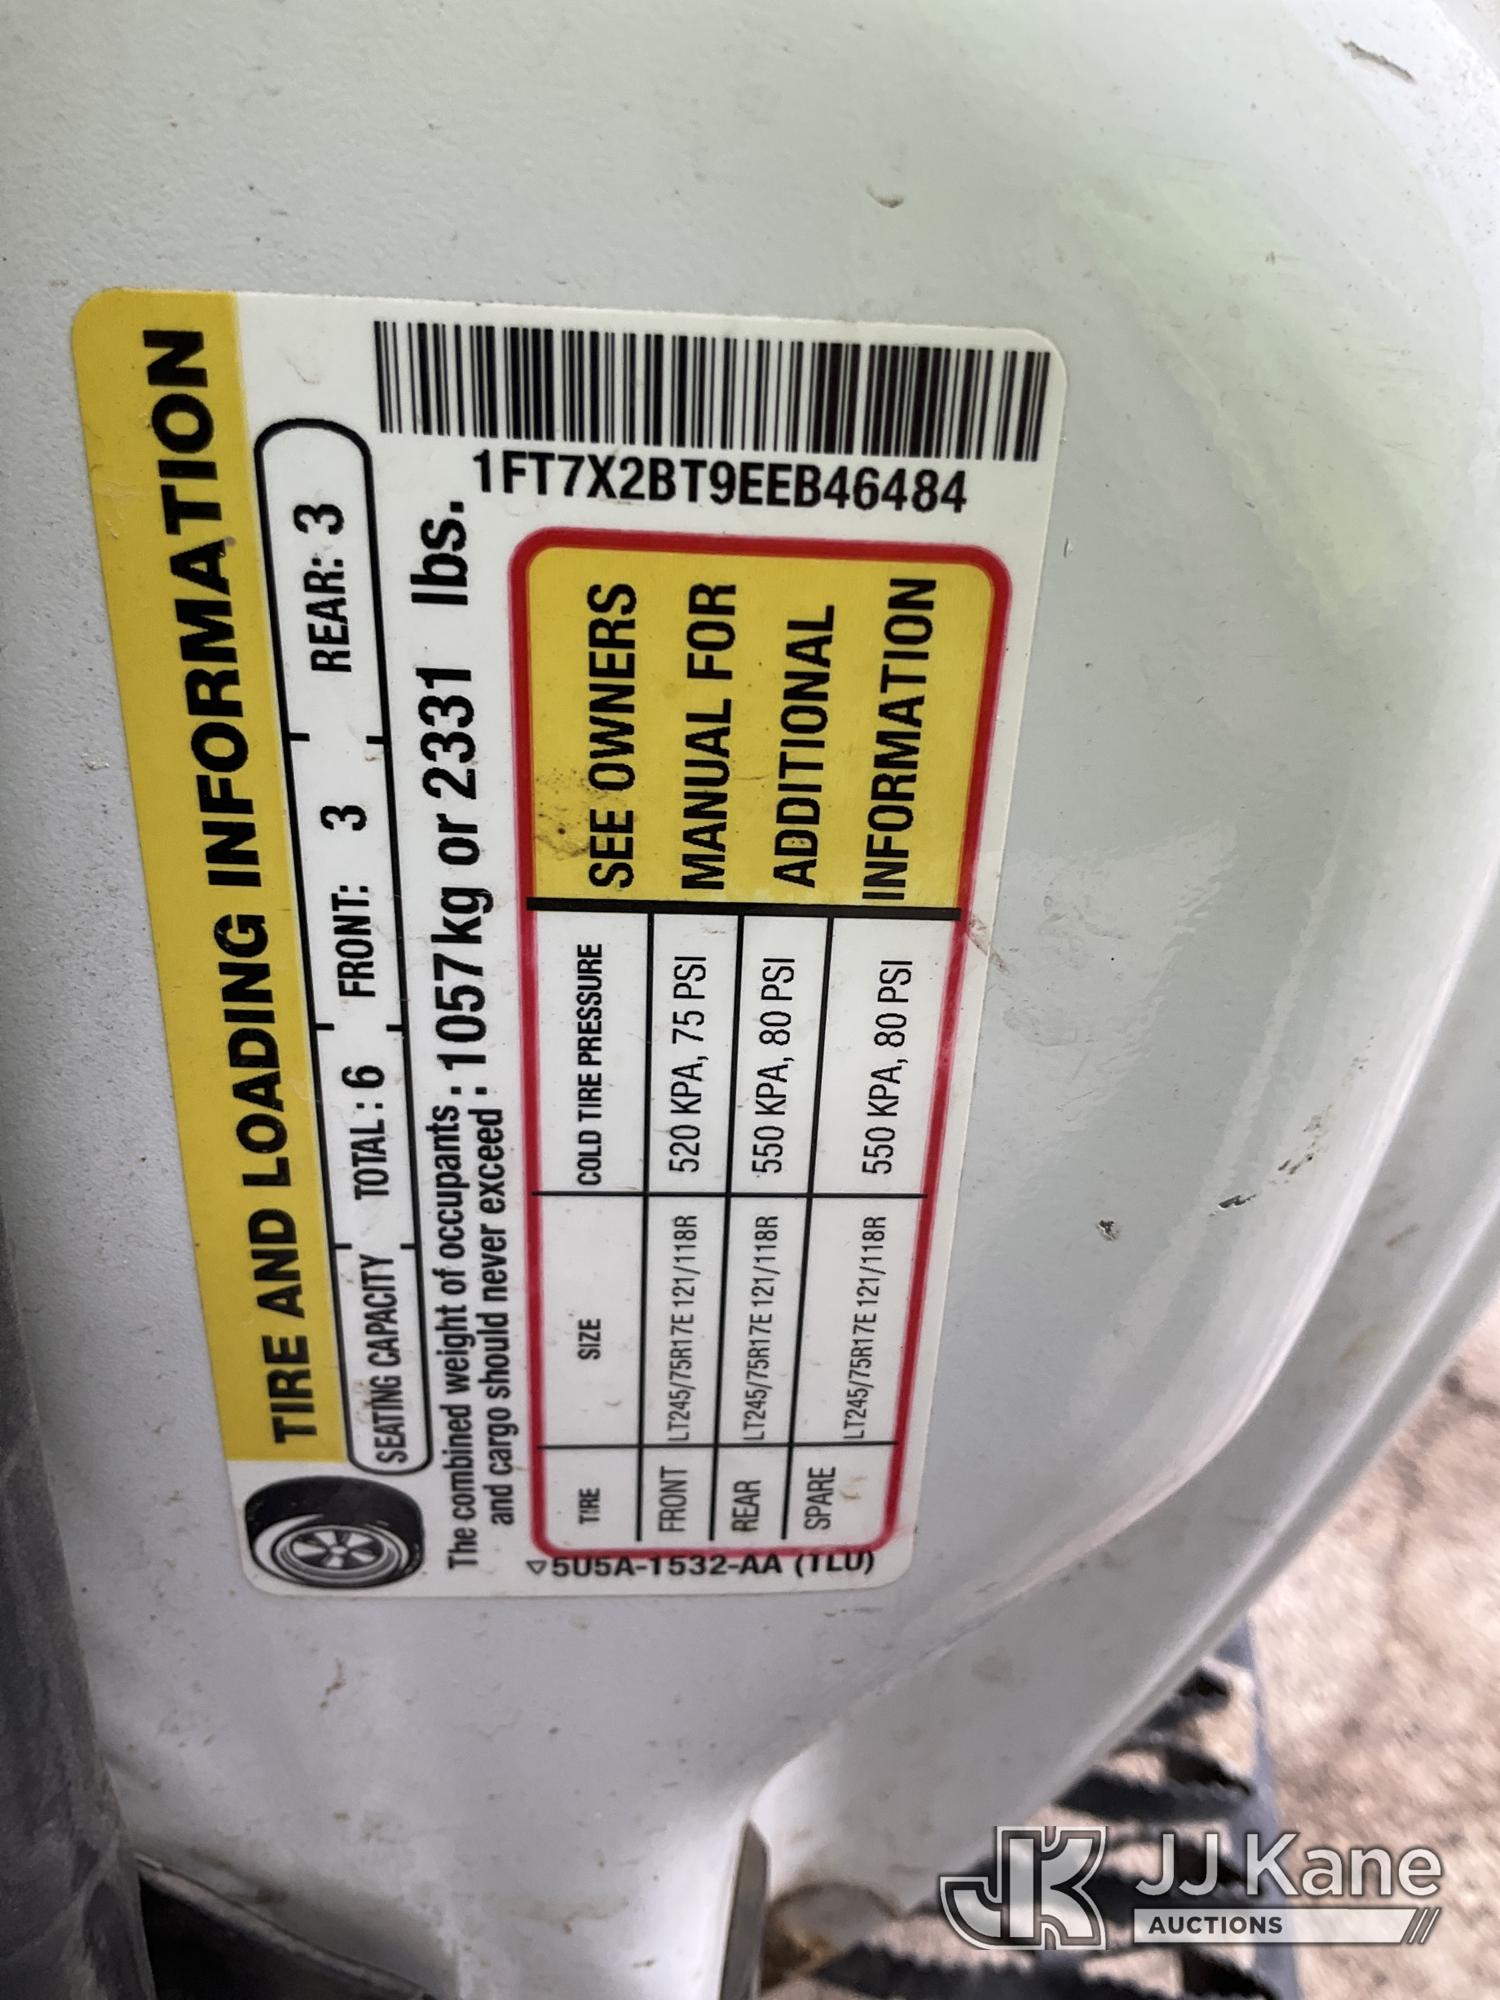 TIRE AND LOADING INFORMATION
SEATING CAPACITY TOTAL : 6 FRONT: 3 REAR: 3
The combined weight of occupants
and cargo should never exceed : 1057kg or 2331 lbs.
1FT7X2BT9EEB46484
TIRE SIZE COLD TIRE PRESSURE
FRONT LT245/75R17E 121/118R 520 KPA, 75 PSI
REAR LT245/75R17E 121/118R 550 KPA, 80 PSI
SPARE LT245/75R17E 121/118R 550 KPA, 80 PSI
SEE OWNERS
MANUAL FOR
ADDITIONAL
INFORMATION
5U5A-1532-AA (TLU)
JK JJ Kane
AUCTIONS